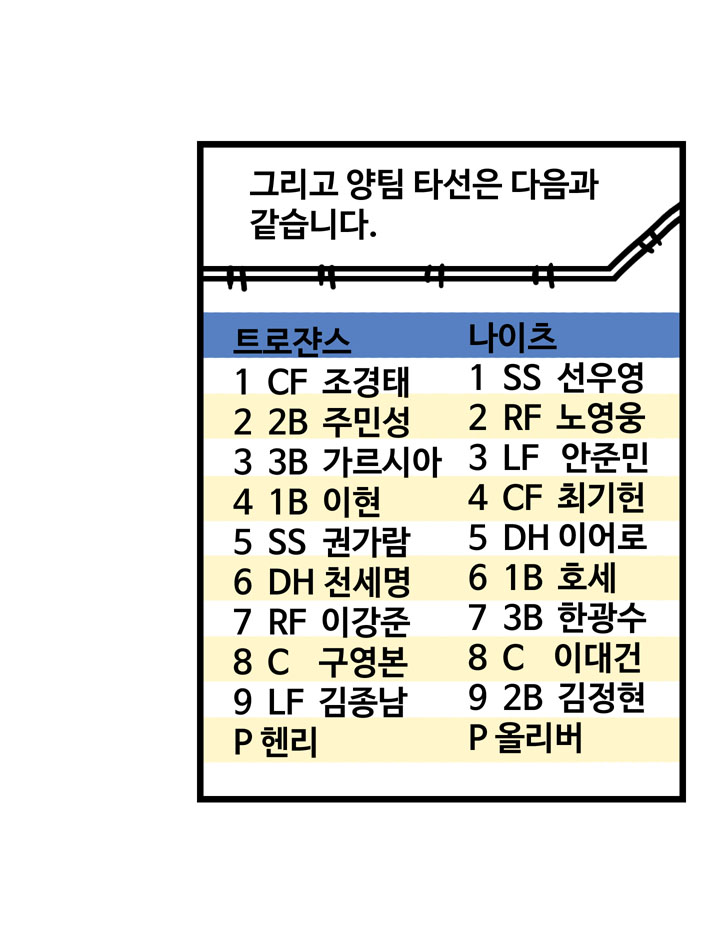 그리고 양팀 타선은 다음과
같습니다.
트로쟌스 나이츠
1 CF 조경태 1 SS 선우영
2 2B 주민성 2 RF 노영웅
3 3B 가르시아 3 LF 안준민
4 1B 이현 4 CF 최기헌
5 SS 권가람 5 DH 이어로
6 DH 천세명 6 1B 호세
7 RF 이강준 7 3B 한광수
8 C 구영본 8 C 이대건
9 LF 김종남 9 2B 김정현
P 헨리 P 올리버